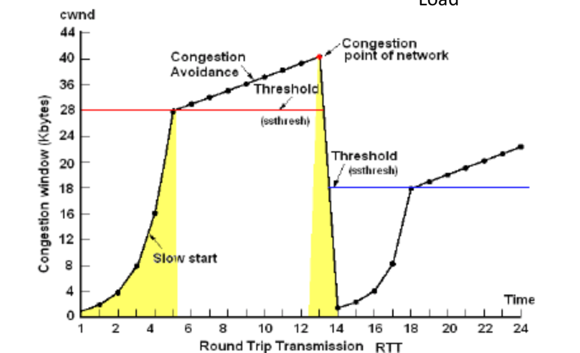 Load
cwnd
44
40
36
28
24
20
18
16
12
8
4
0
Congestion window (Kbytes)
Congestion
Avoidance
Threshold
(ssthresh)
Congestion
point of network
Threshold
(ssthresh)
Slow start
Time
1 2 4 6 8 10 12 14 16 18 20 22 24
Round Trip Transmission RTT